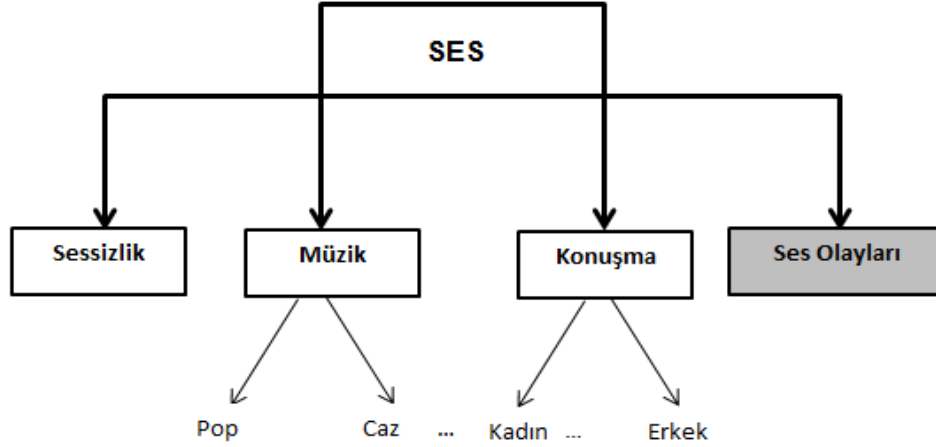 SES
Sessizlik
Müzik
Konuşma
Ses Olayları
Pop
Caz
...
Kadın
...
Erkek